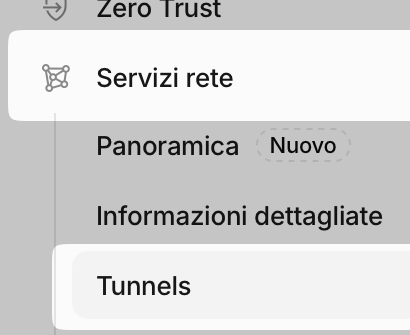 Zero Trust
Servizi rete
Panoramica Nuovo
Informazioni dettagliate
Tunnels